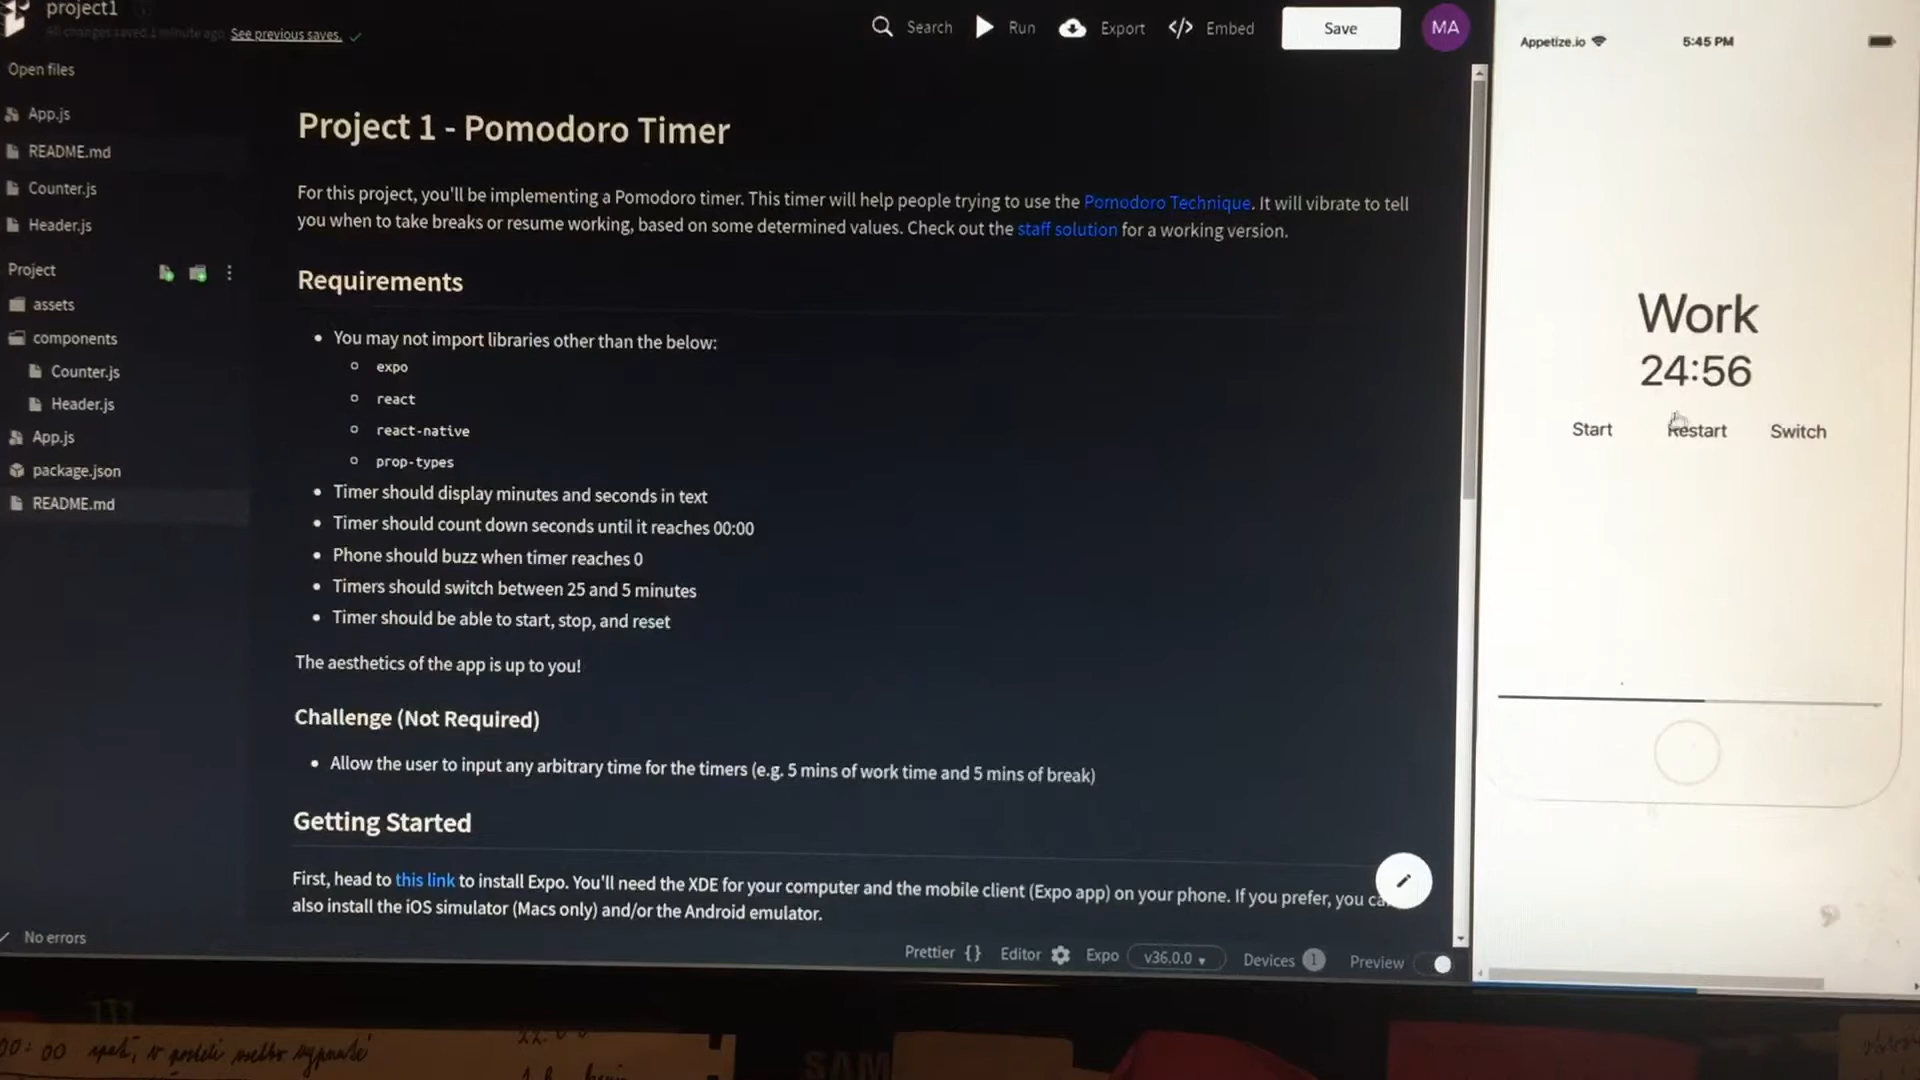 project1
All changes saved 1 minute ago. See previous saves.
Search
Run
Export
Embed
Save
MA
Open files
App.js
README.md
Counter.js
Header.js
Project
assets
components
Counter.js
Header.js
App.js
package.json
README.md
No errors
Project 1 - Pomodoro Timer
For this project, you'll be implementing a Pomodoro timer. This timer will help people trying to use the Pomodoro Technique. It will vibrate to tell
you when to take breaks or resume working, based on some determined values. Check out the staff solution for a working version.
Requirements
You may not import libraries other than the below:
expo
react
react-native
prop-types
Timer should display minutes and seconds in text
Timer should count down seconds until it reaches 00:00
Phone should buzz when timer reaches 0
Timers should switch between 25 and 5 minutes
Timer should be able to start, stop, and reset
The aesthetics of the app is up to you!
Challenge (Not Required)
Allow the user to input any arbitrary time for the timers (e.g. 5 mins of work time and 5 mins of break)
Getting Started
First, head to this link to install Expo. You'll need the XDE for your computer and the mobile client (Expo app) on your phone. If you prefer, you ca
also install the iOS simulator (Macs only) and/or the Android emulator.
Prettier {} Editor Expo v36.0.0 Devices 1 Preview
Appetize.io 5:45 PM
Work
24:56
Start Restart Switch
00:00
SAM